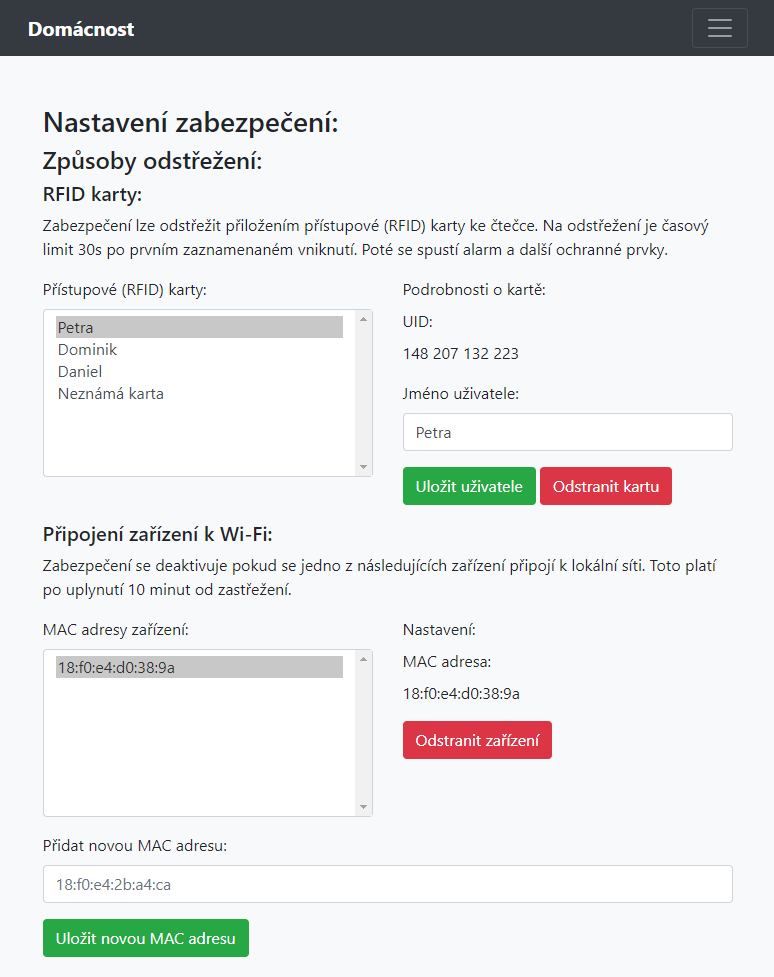 Domácnost
Nastavení zabezpečení:
Způsoby odstřežení:
RFID karty:
Zabezpečení lze odstřežit přiložením přístupové (RFID) karty ke čtečce. Na odstřežení je časový
limit 30s po prvním zaznamenaném vniknutí. Poté se spustí alarm a další ochranné prvky.
Přístupové (RFID) karty:
Petra
Dominik
Daniel
Neznámá karta
Podrobnosti o kartě:
UID:
148 207 132 223
Jméno uživatele:
Petra
Uložit uživatele
Odstranit kartu
Připojení zařízení k Wi-Fi:
Zabezpečení se deaktivuje pokud se jedno z následujících zařízení připojí k lokální síti. Toto platí
po uplynutí 10 minut od zastřežení.
MAC adresy zařízení:
18:f0:e4:d0:38:9a
Nastavení:
MAC adresa:
18:f0:e4:d0:38:9a
Odstranit zařízení
Přidat novou MAC adresu:
18:f0:e4:2b:a4:ca
Uložit novou MAC adresu